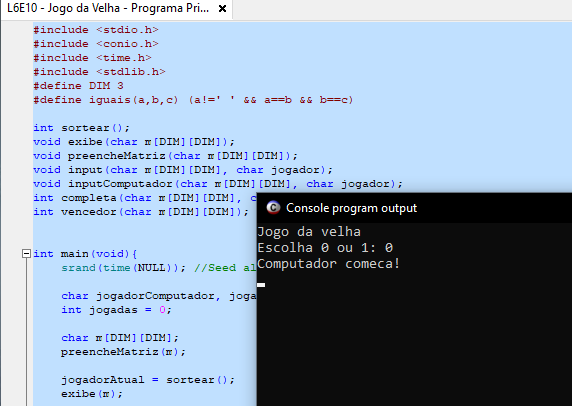 L6E10 - Jogo da Velha - Programa Pri...
#include <stdio.h>
#include <conio.h>
#include <time.h>
#include <stdlib.h>
#define DIM 3
#define iguais(a,b,c) (a!=' ' && a==b && b==c)
int sortear();
void exibe(char m[DIM][DIM]);
void preencheMatriz(char m[DIM][DIM]);
void input(char m[DIM][DIM], char jogador);
void inputComputador(char m[DIM][DIM], char jogador);
int completa(char m[DIM][DIM], c
int vencedor(char m[DIM][DIM]);
int main(void){
srand(time(NULL)); //Seed al
char jogadorComputador, joga
int jogadas = 0;
char m[DIM][DIM];
preencheMatriz(m);
jogadorAtual = sortear();
exibe(m);
Console program output
Jogo da velha
Escolha 0 ou 1: 0
Computador comeca!